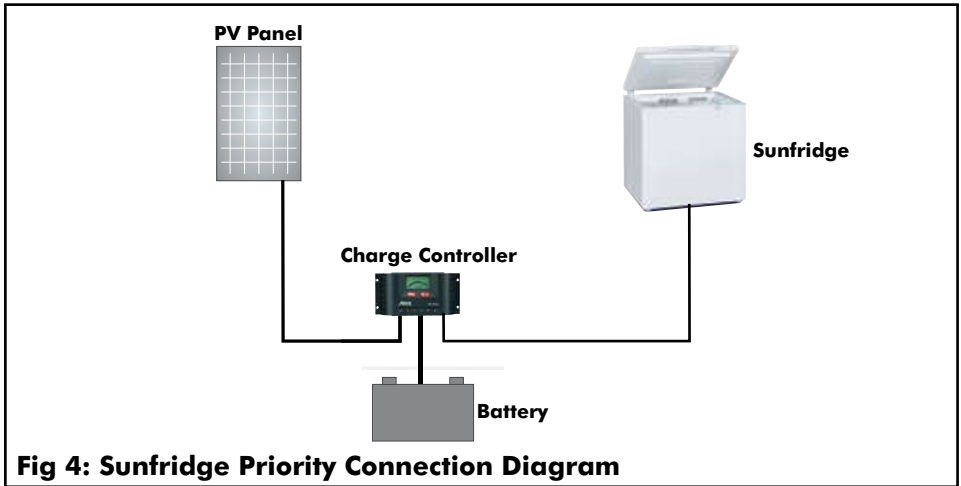 PV Panel
Sunfridge
Charge Controller
Battery
Fig 4: Sunfridge Priority Connection Diagram